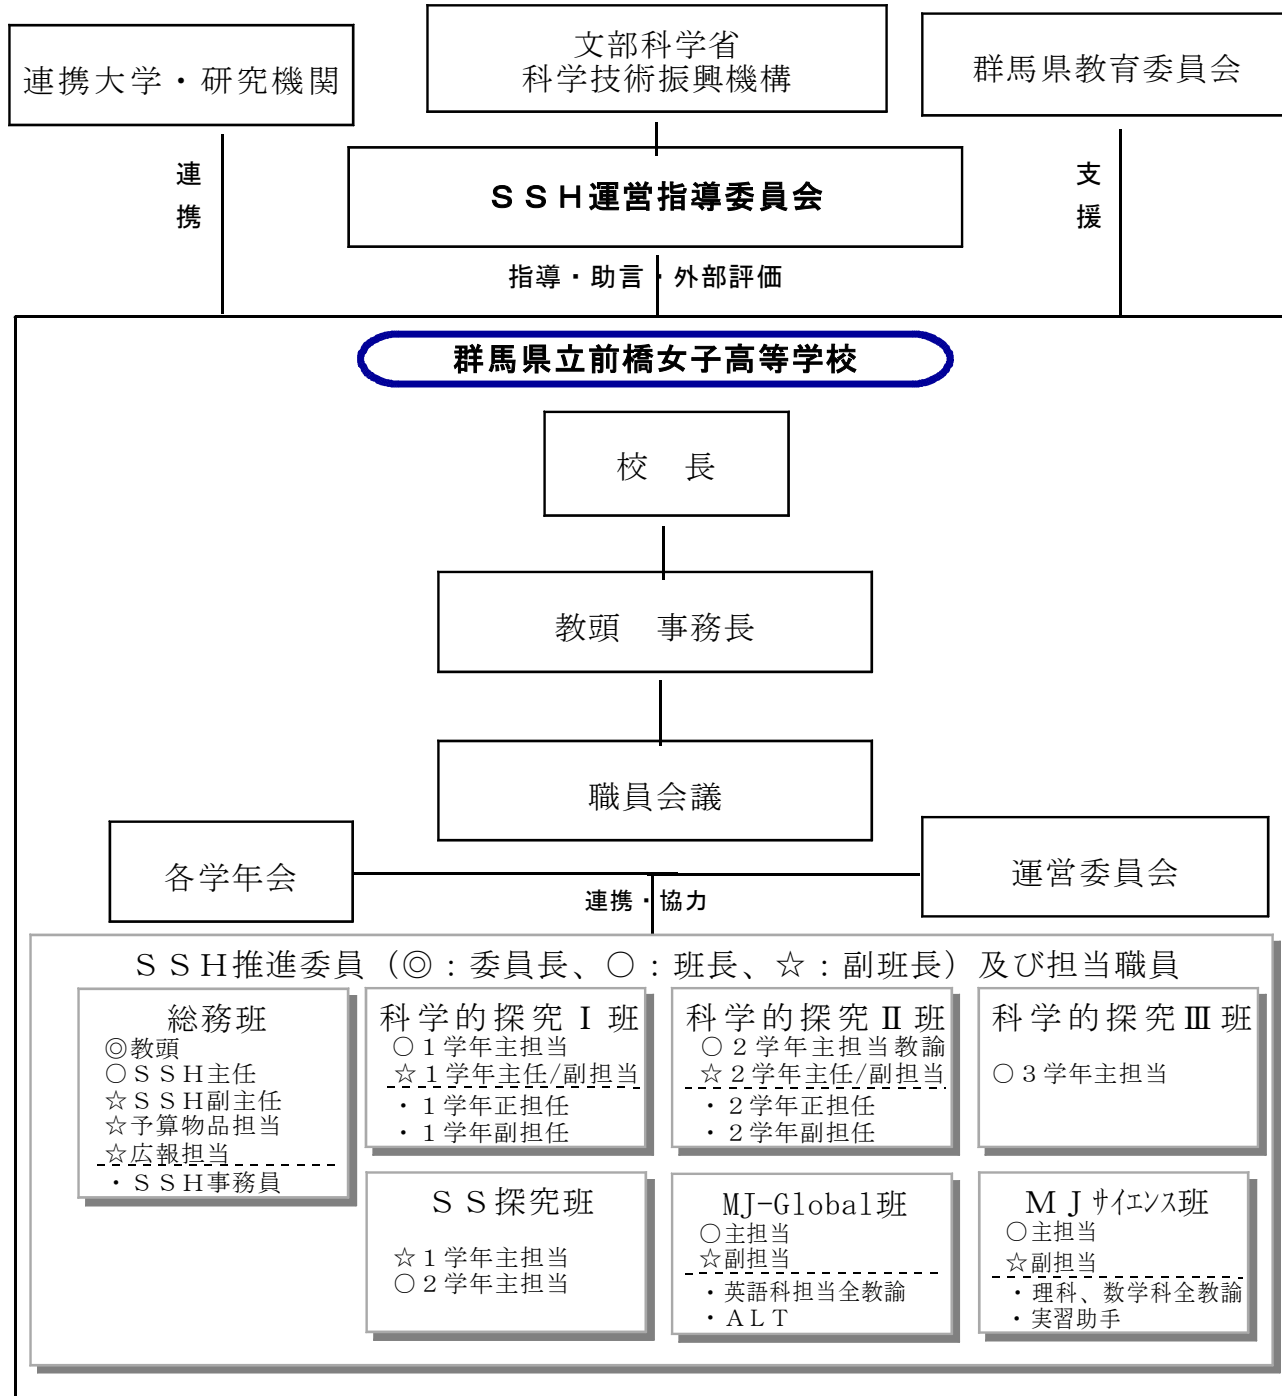 連携大学・研究機関
文部科学省
科学技術振興機構
群馬県教育委員会
連携
ＳＳＨ運営指導委員会
支援
指導・助言・外部評価
群馬県立前橋女子高等学校
校　長
教頭　事務長
職員会議
各学年会
運営委員会
連携・協力
ＳＳＨ推進委員（◎：委員長、○：班長、☆：副班長）及び担当職員
総務班
◎教頭
○ＳＳＨ主任
☆ＳＳＨ副主任
☆予算物品担当
☆広報担当
・ＳＳＨ事務員
科学的探究Ⅰ班
○１学年主担当
☆１学年主任/副担当
・１学年正担任
・１学年副担任
科学的探究Ⅱ班
○２学年主担当教諭
☆２学年主任/副担当
・２学年正担任
・２学年副担任
科学的探究Ⅲ班
○３学年主担当
ＳＳ探究班
☆１学年主担当
○２学年主担当
MJ-Global班
○主担当
☆副担当
・英語科担当全教諭
・ＡＬＴ
ＭＪｻｲｴﾝｽ班
○主担当
☆副担当
・理科、数学科全教諭
・実習助手